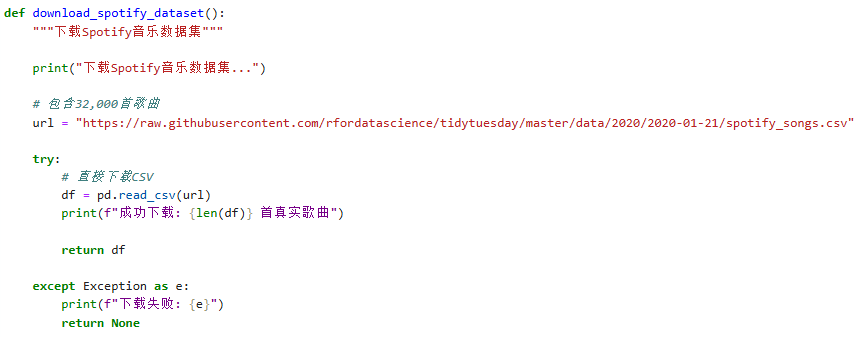 def download_spotify_dataset():
    """下载Spotify音乐数据集"""
    print("下载Spotify音乐数据集...")
    # 包含32,000首歌曲
    url = "https://raw.githubusercontent.com/rfordatascience/tidytuesday/master/data/2020/2020-01-21/spotify_songs.csv"
    try:
        # 直接下载CSV
        df = pd.read_csv(url)
        print(f"成功下载: {len(df)} 首真实歌曲")
        return df
    except Exception as e:
        print(f"下载失败: {e}")
        return None